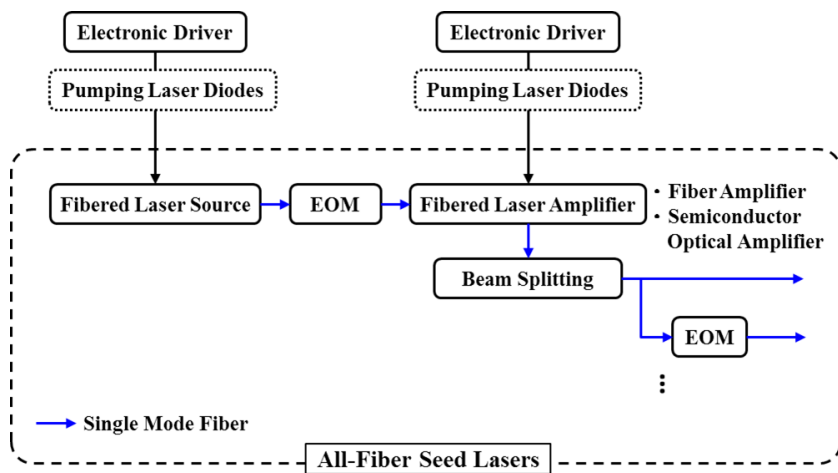 Electronic Driver
Electronic Driver
Pumping Laser Diodes
Pumping Laser Diodes
Fibered Laser Source
EOM
Fibered Laser Amplifier
・Fiber Amplifier
・Semiconductor
Optical Amplifier
Beam Splitting
EOM
Single Mode Fiber
All-Fiber Seed Lasers